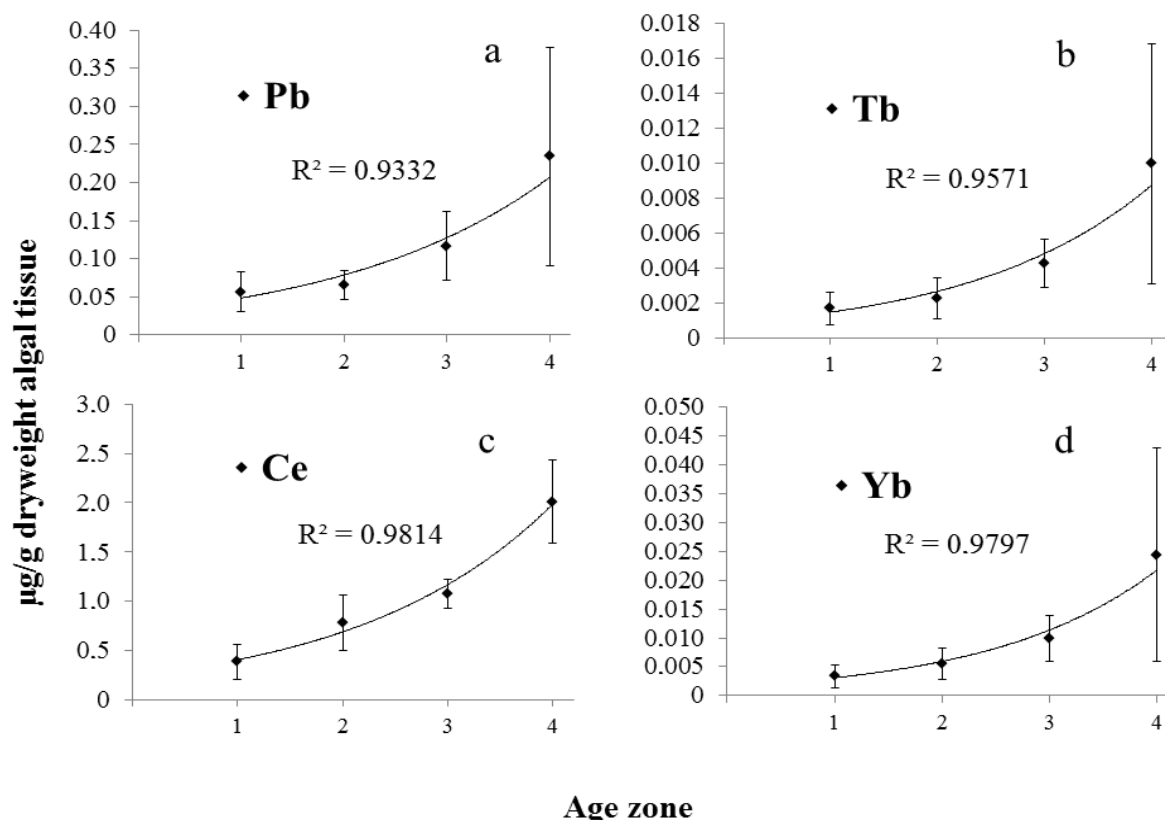 µg/g dryweight algal tissue
0.40
0.35
0.30
0.25
0.20
0.15
0.10
0.05
0
a
Pb
R² = 0.9332
1 2 3 4
0.018
0.016
0.014
0.012
0.010
0.008
0.006
0.004
0.002
0
b
Tb
R² = 0.9571
1 2 3 4
3.0
2.5
2.0
1.5
1.0
0.5
0
c
Ce
R² = 0.9814
1 2 3 4
0.050
0.045
0.040
0.035
0.030
0.025
0.020
0.015
0.010
0.005
0
d
Yb
R² = 0.9797
1 2 3 4
Age zone